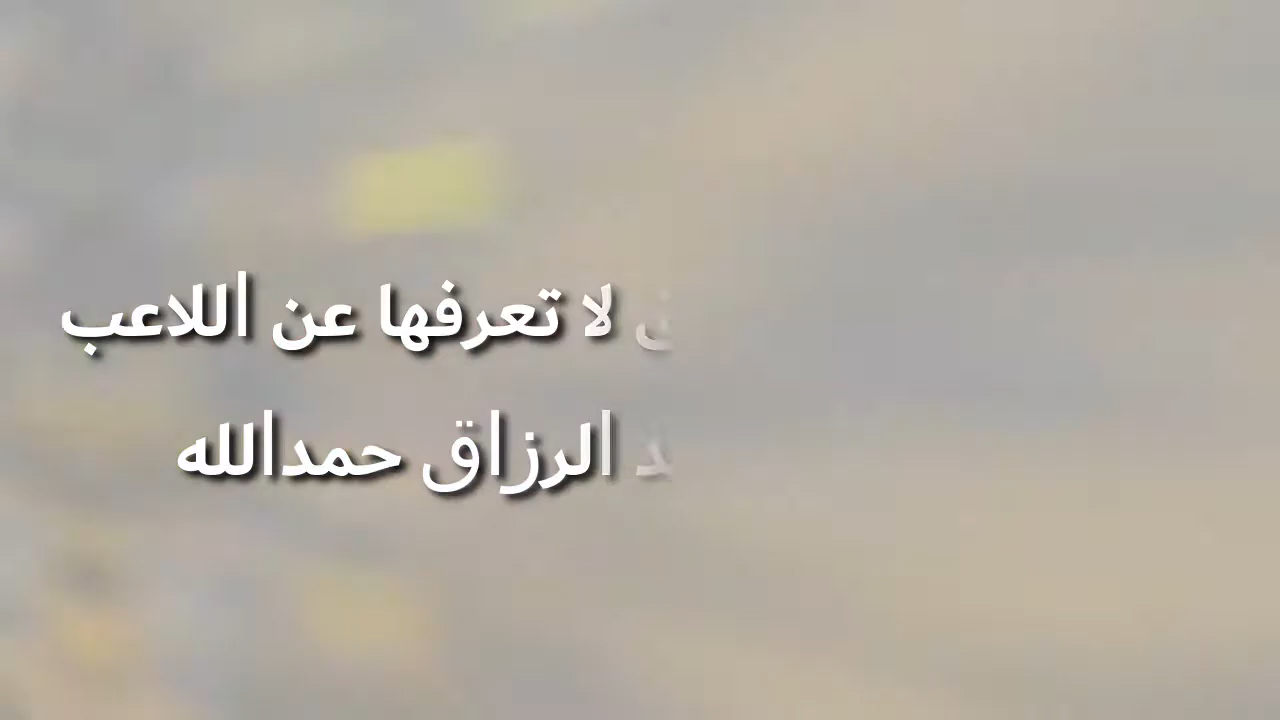 لا تعرفها عن اللاعب
الرزاق حمدالله